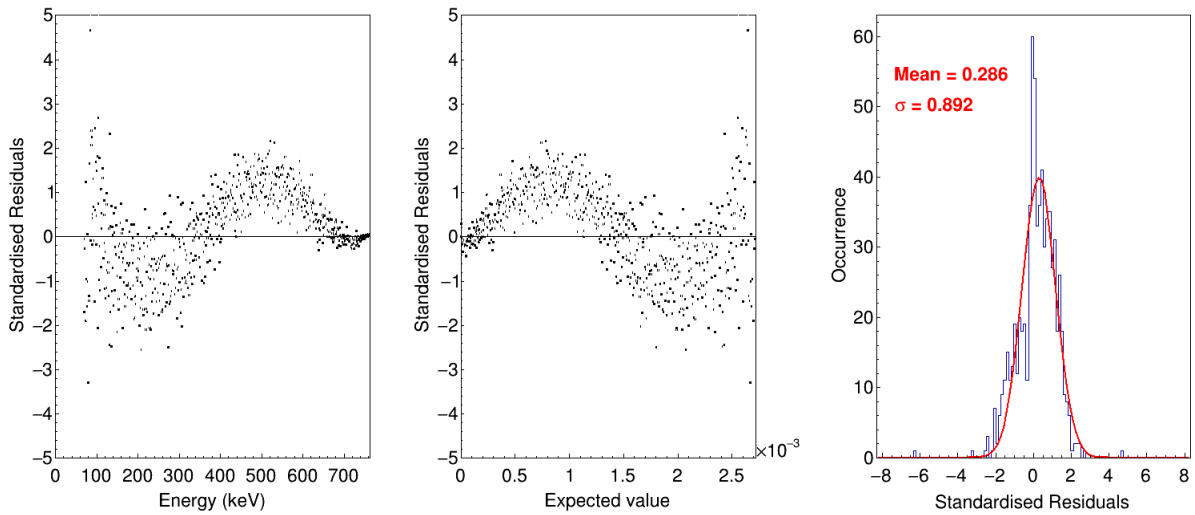 5
4
3
2
1
0
−1
−2
−3
−4
−5
Standardised Residuals
0 100 200 300 400 500 600 700
Energy (keV)
5
4
3
2
1
0
−1
−2
−3
−4
−5
Standardised Residuals
0 0.5 1 1.5 2 2.5
×10⁻³
Expected value
60
50
40
30
20
10
0
Occurrence
Mean = 0.286
σ = 0.892
−8 −6 −4 −2 0 2 4 6 8
Standardised Residuals